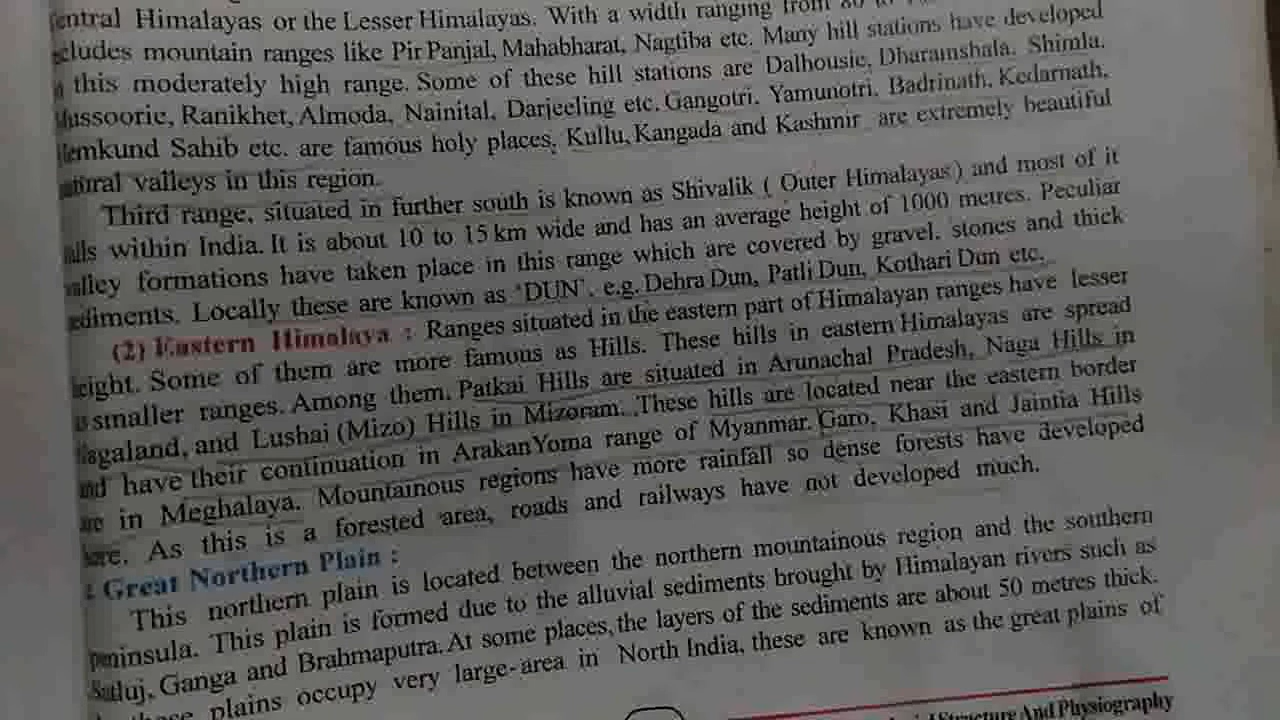 entral Himalayas or the Lesser Himalayas. With a width ranging from 80 to
cludes mountain ranges like Pir Panjal, Mahabharat, Nagtiba etc. Many hill stations have developed
this moderately high range. Some of these hill stations are Dalhousie, Dharamshala, Shimla,
ussoorie, Ranikhet, Almoda, Nainital, Darjeeling etc. Gangotri, Yamunotri, Badrinath, Kedarnath,
emkund Sahib etc. are famous holy places, Kullu, Kangada and Kashmir are extremely beautiful
tural valleys in this region.
Third range, situated in further south is known as Shivalik ( Outer Himalayas) and most of it
alls within India. It is about 10 to 15 km wide and has an average height of 1000 metres. Peculiar
alley formations have taken place in this range which are covered by gravel, stones and thick
ediments. Locally these are known as 'DUN', e.g. Dehra Dun, Patli Dun, Kothari Dun etc.
(2) Eastern Himalaya : Ranges situated in the eastern part of Himalayan ranges have lesser
eight. Some of them are more famous as Hills. These hills in eastern Himalayas are spread
smaller ranges. Among them, Patkai Hills are situated in Arunachal Pradesh, Naga Hills in
agaland, and Lushai (Mizo) Hills in Mizoram. These hills are located near the eastern border
and have their continuation in ArakanYoma range of Myanmar. Garo, Khasi and Jaintia Hills
are in Meghalaya. Mountainous regions have more rainfall so dense forests have developed
here. As this is a forested area, roads and railways have not developed much.
: Great Northern Plain :
This northern plain is located between the northern mountainous region and the southern
peninsula. This plain is formed due to the alluvial sediments brought by Himalayan rivers such as
Satluj, Ganga and Brahmaputra. At some places, the layers of the sediments are about 50 metres thick.
these plains occupy very large-area in North India, these are known as the great plains of
Structure And Physiography